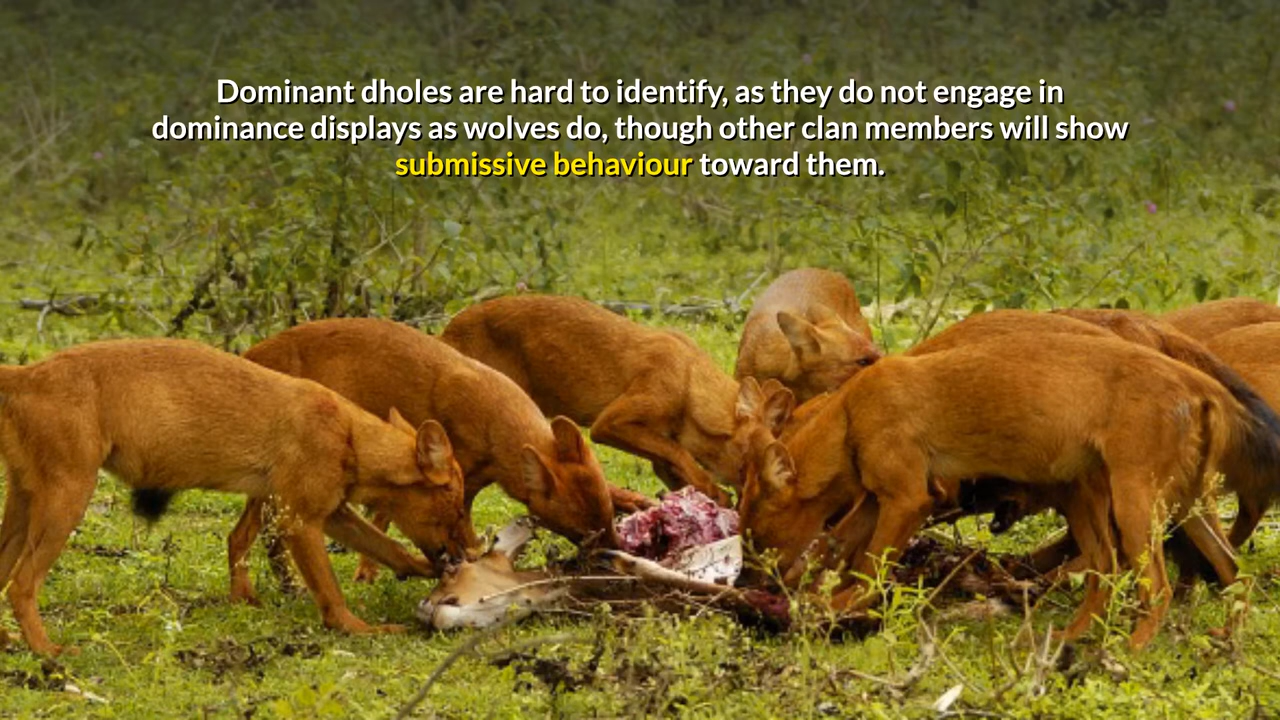 Dominant dholes are hard to identify, as they do not engage in
dominance displays as wolves do, though other clan members will show
submissive behaviour toward them.